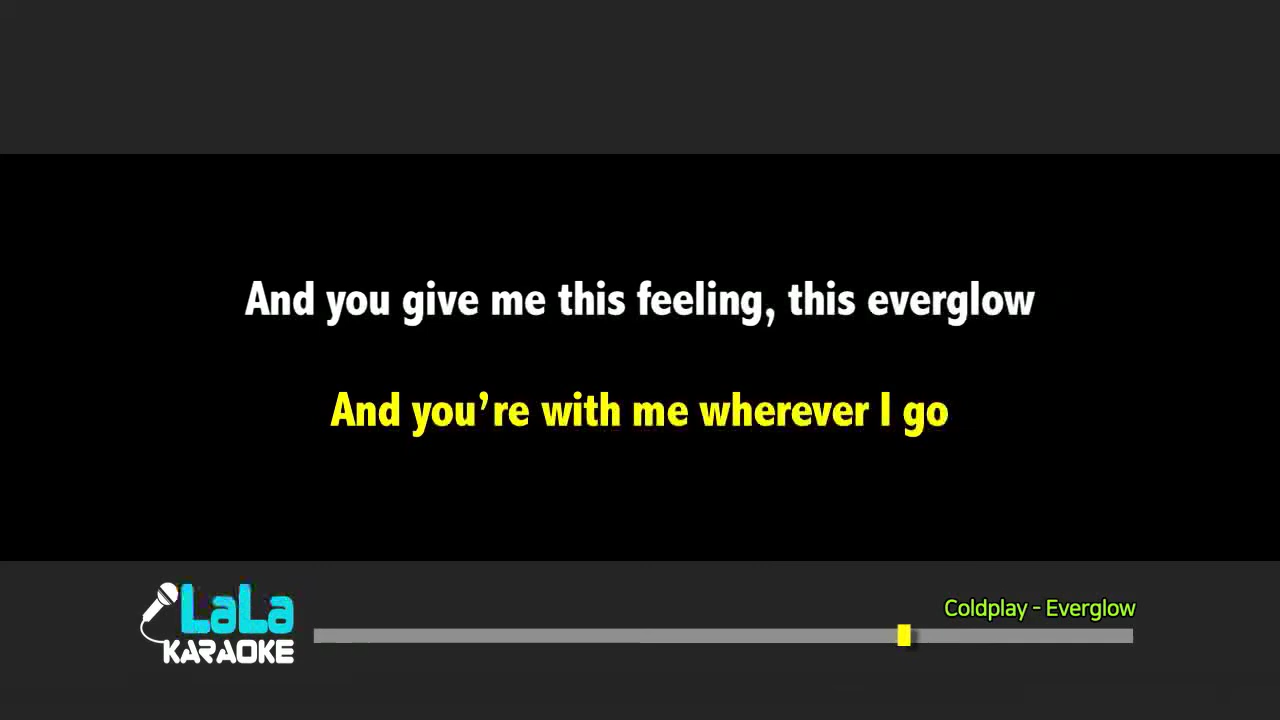 And you give me this feeling, this everglow
And you’re with me wherever I go
Coldplay - Everglow
LaLa
KARAOKE